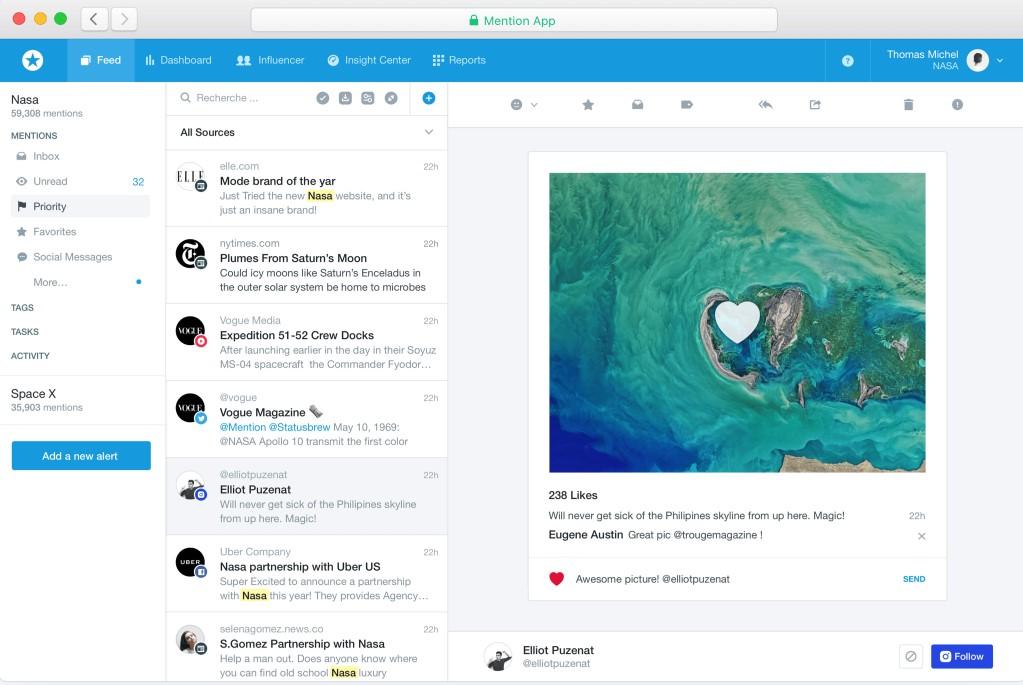 Mention App
Feed
Dashboard
Influencer
Insight Center
Reports
?
Thomas Michel
NASA
Nasa
59,308 mentions
MENTIONS
Inbox
Unread 32
Priority
Favorites
Social Messages
More...
TAGS
TASKS
ACTIVITY
Space X
35,903 mentions
Add a new alert
Recherche ...
All Sources
ELLE
elle.com 22h
Mode brand of the yar
Just Tried the new Nasa website, and it's
just an insane brand!
nytimes.com 22h
Plumes From Saturn's Moon
Could icy moons like Saturn's Enceladus in
the outer solar system be home to microbes
VOGUE
Vogue Media 22h
Expedition 51-52 Crew Docks
After launching earlier in the day in their Soyuz
MS-04 spacecraft the Commander Fyodor...
VOGUE
@vogue 22h
Vogue Magazine 🗞
@Mention @Statusbrew May 10, 1969:
@NASA Apollo 10 transmit the first color
@elliotpuzenat 22h
Elliot Puzenat
Will never get sick of the Philipines skyline
from up here. Magic!
UBER
Uber Company 22h
Nasa partnership with Uber US
Super Excited to announce a partnership
with Nasa this year! They provides Agency...
selenagomez.news.co 22h
S.Gomez Partnership with Nasa
Help a man out. Does anyone know where
you can find old school Nasa luxury
238 Likes
Will never get sick of the Philipines skyline from up here. Magic! 22h
Eugene Austin Great pic @trougemagazine !
Awesome picture! @elliotpuzenat SEND
Elliot Puzenat
@elliotpuzenat
Follow